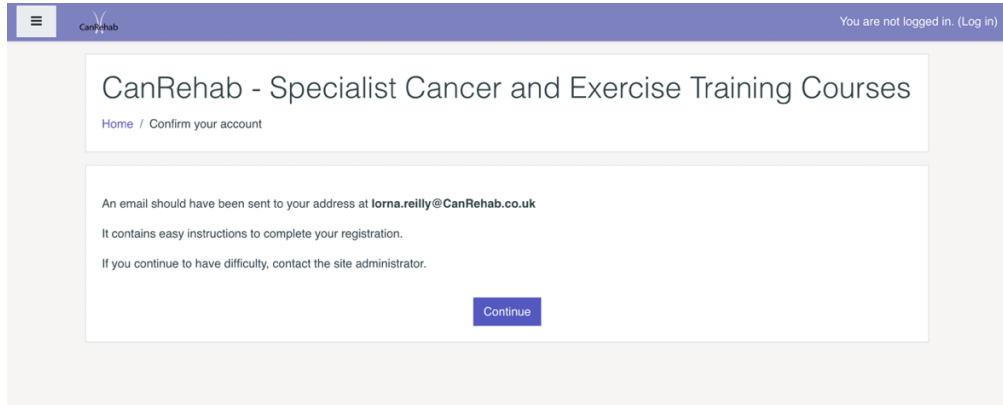 CanRehab
You are not logged in. (Log in)
CanRehab - Specialist Cancer and Exercise Training Courses
Home / Confirm your account
An email should have been sent to your address at lorna.reilly@CanRehab.co.uk
It contains easy instructions to complete your registration.
If you continue to have difficulty, contact the site administrator.
Continue